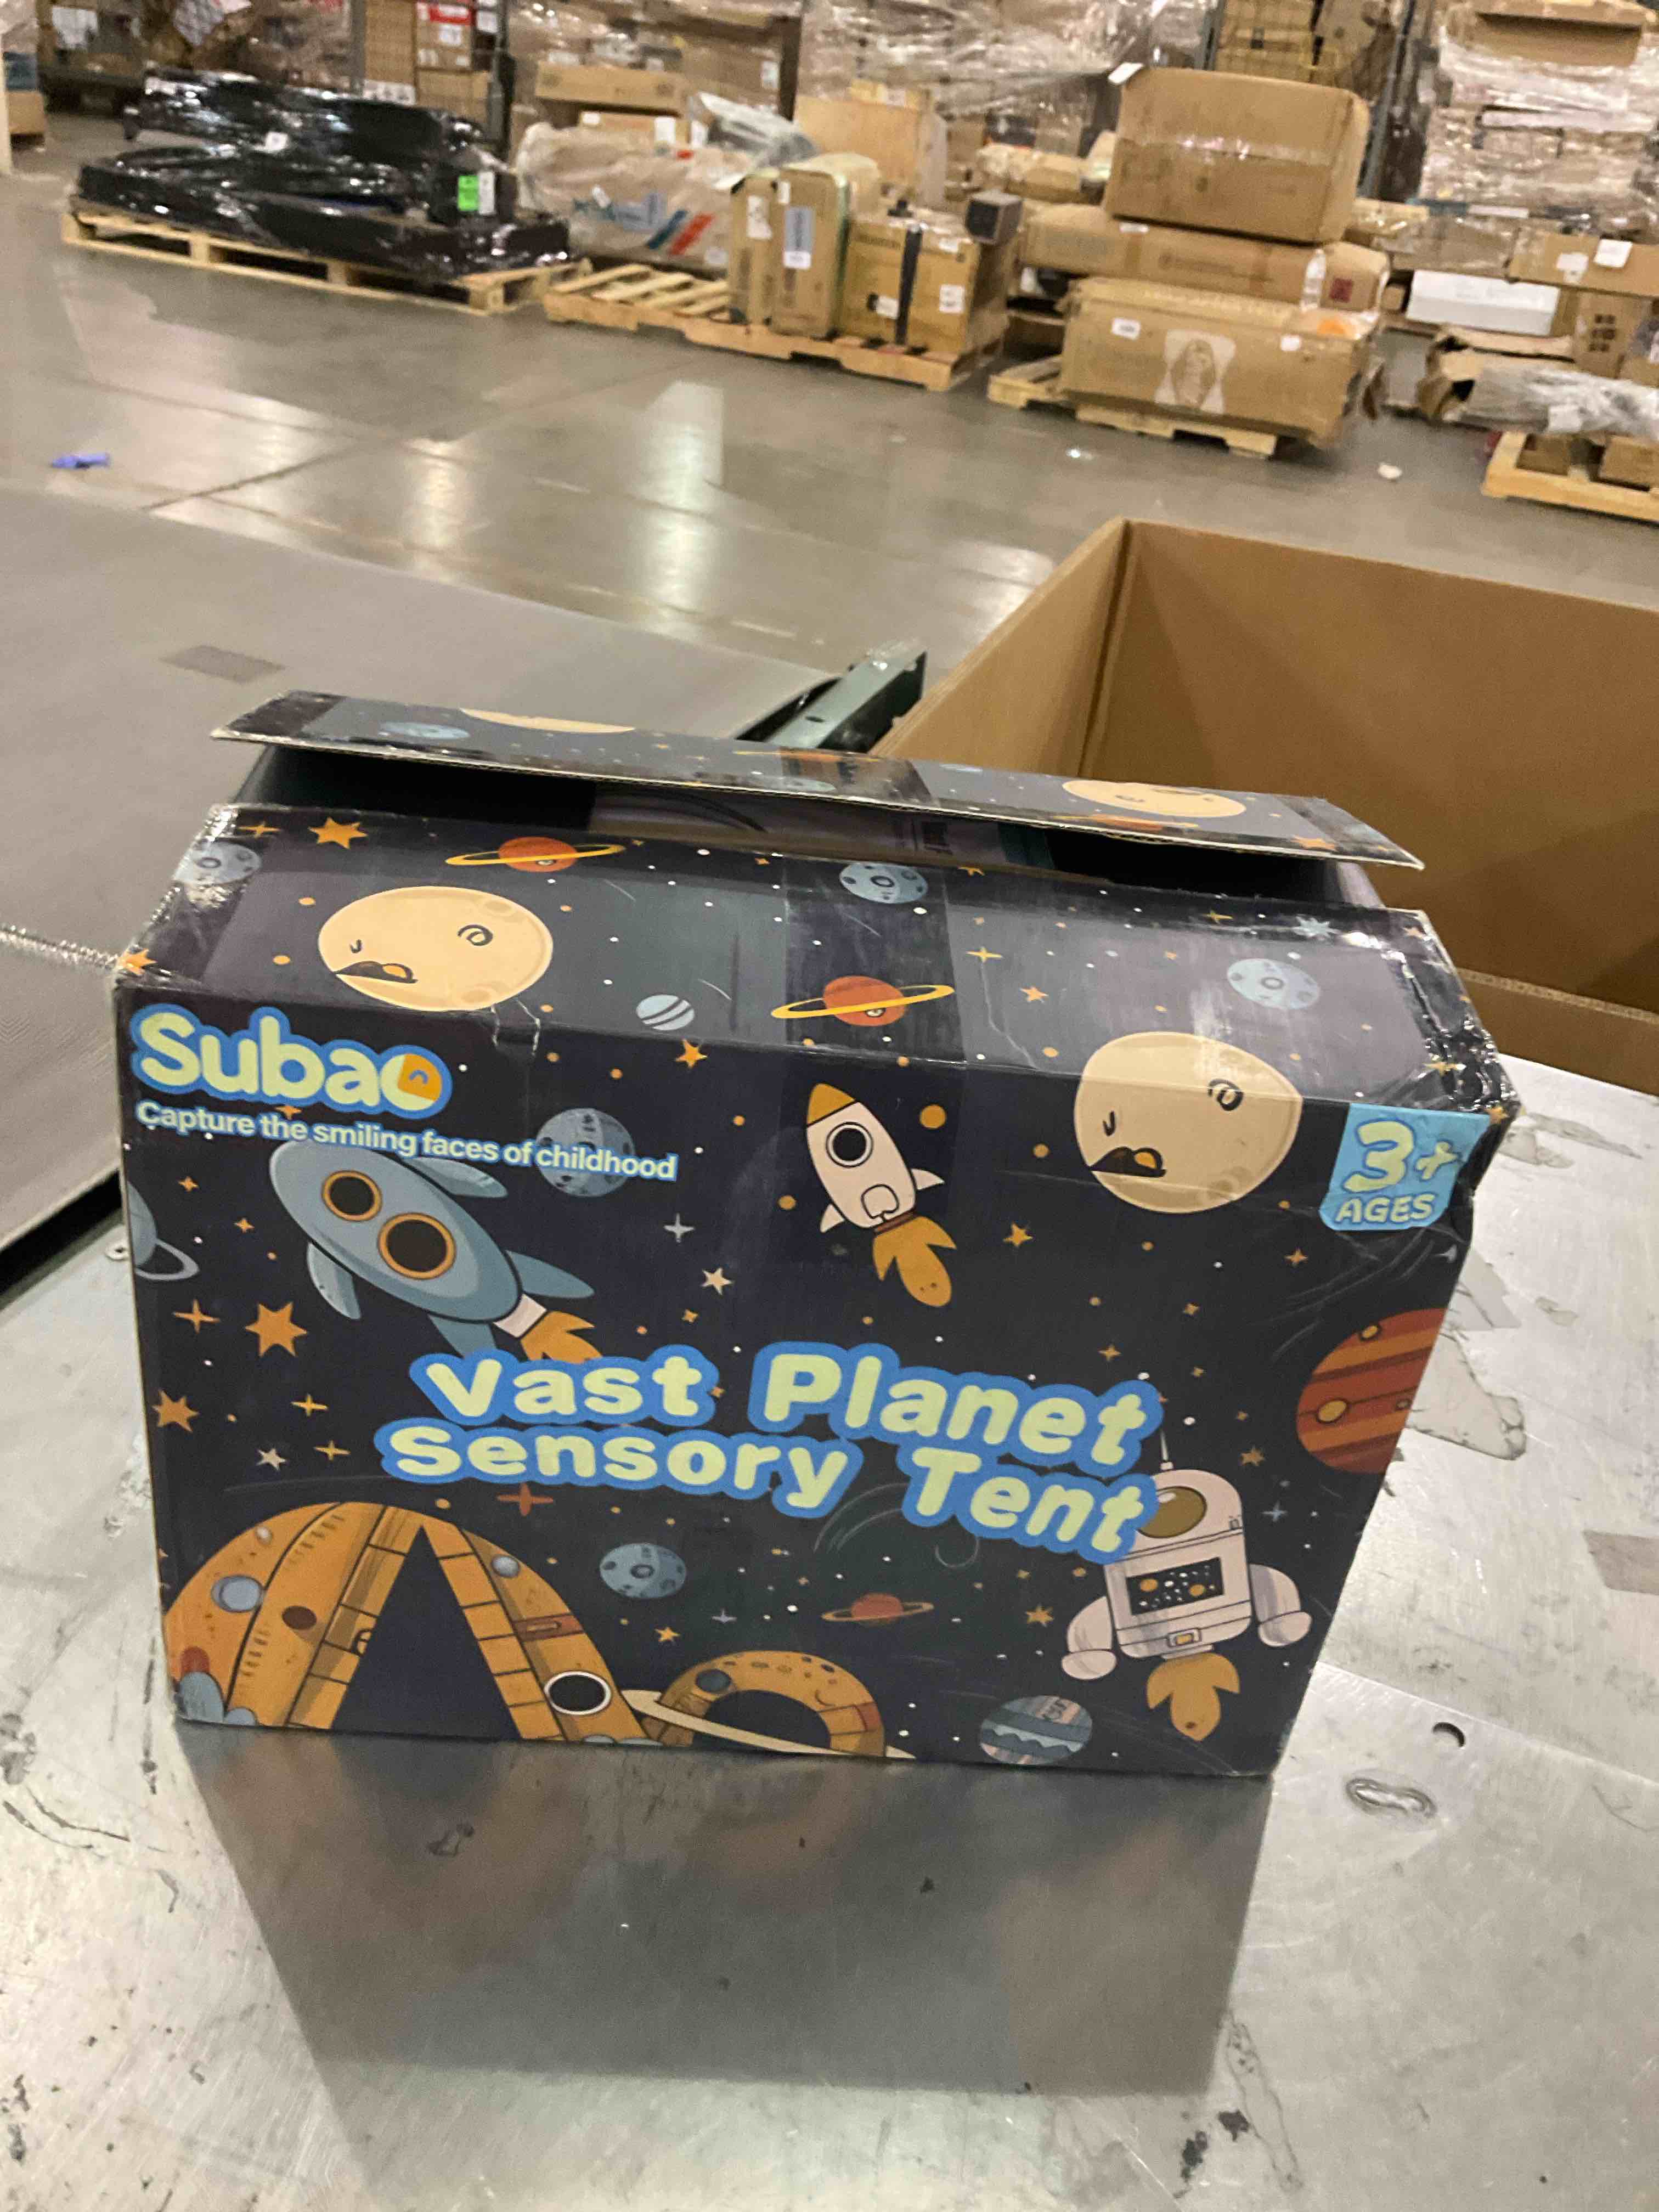 Subao
Capture the smiling faces of childhood
3+
AGES
Vast Planet
Sensory Tent